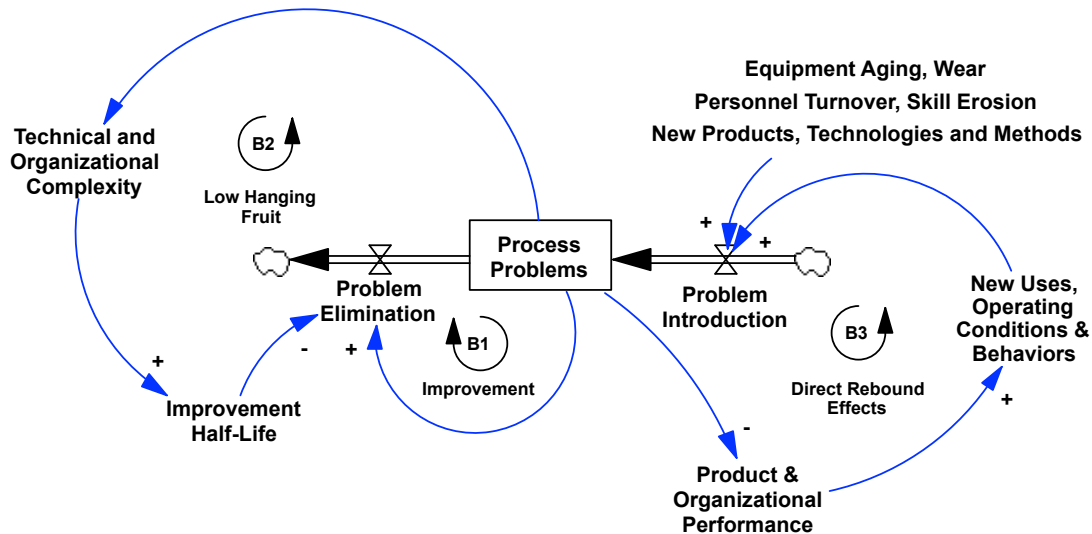 Equipment Aging, Wear
Personnel Turnover, Skill Erosion
New Products, Technologies and Methods
Technical and
Organizational
Complexity
B2
Low Hanging
Fruit
+
+
Process
Problems
Problem
Elimination
Problem
Introduction
New Uses,
Operating
Conditions &
Behaviors
B1
B3
-
+
+
Improvement
Direct Rebound
Effects
+
Improvement
Half-Life
-
Product &
Organizational
Performance